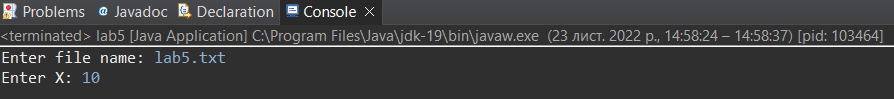 Problems @ Javadoc Declaration Console
<terminated> lab5 [Java Application] C:\Program Files\Java\jdk-19\bin\javaw.exe (23 лист. 2022 р., 14:58:24 – 14:58:37) [pid: 103464]
Enter file name: lab5.txt
Enter X: 10